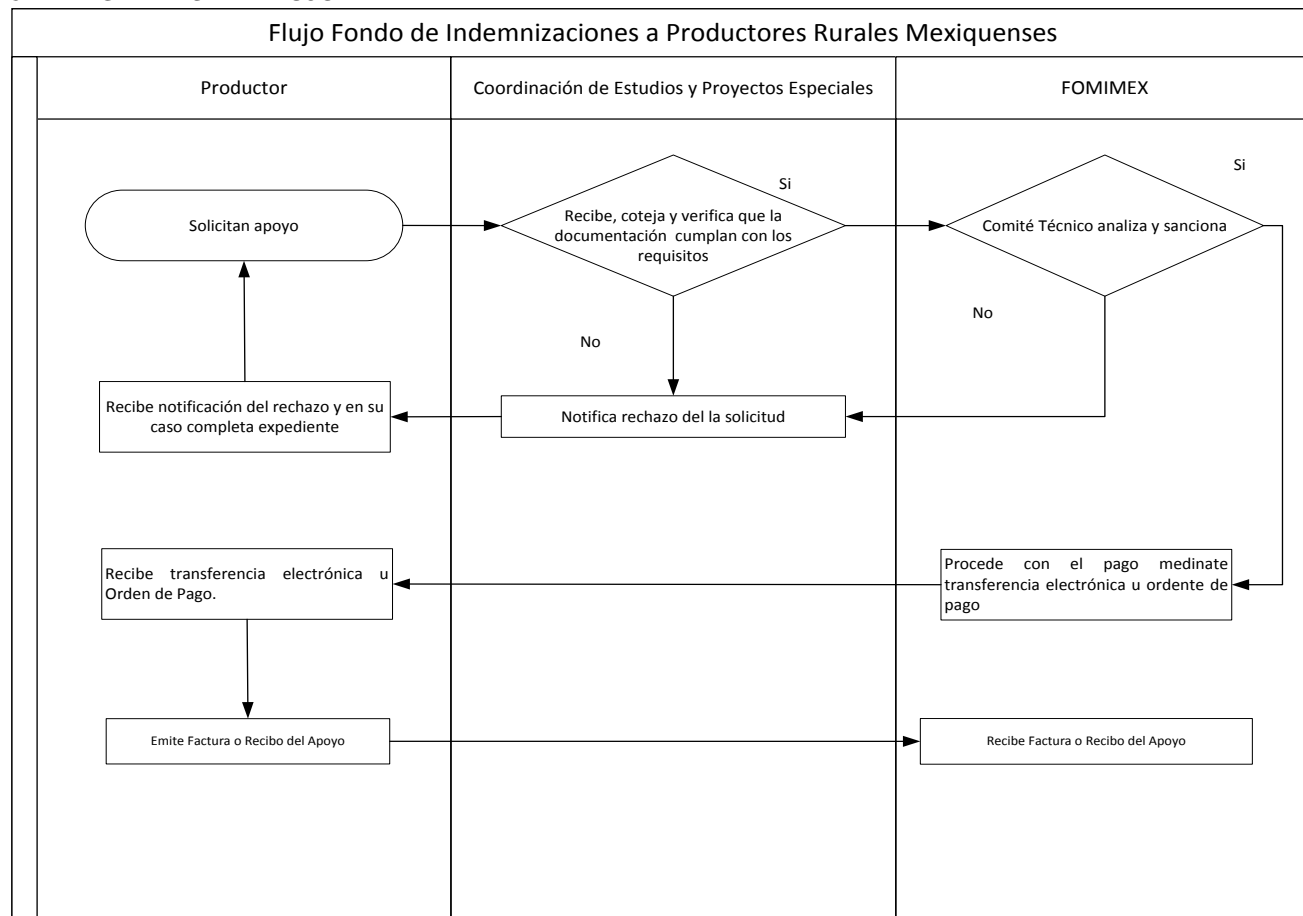 Flujo Fondo de Indemnizaciones a Productores Rurales Mexiquenses
Productor
Coordinación de Estudios y Proyectos Especiales
FOMIMEX
Solicitan apoyo
Si
Recibe, coteja y verifica que la
documentación cumplan con los
requisitos
Si
Comité Técnico analiza y sanciona
No
No
Recibe notificación del rechazo y en su
caso completa expediente
Notifica rechazo del la solicitud
Recibe transferencia electrónica u
Orden de Pago.
Procede con el pago medinate
transferencia electrónica u ordente de
pago
Emite Factura o Recibo del Apoyo
Recibe Factura o Recibo del Apoyo